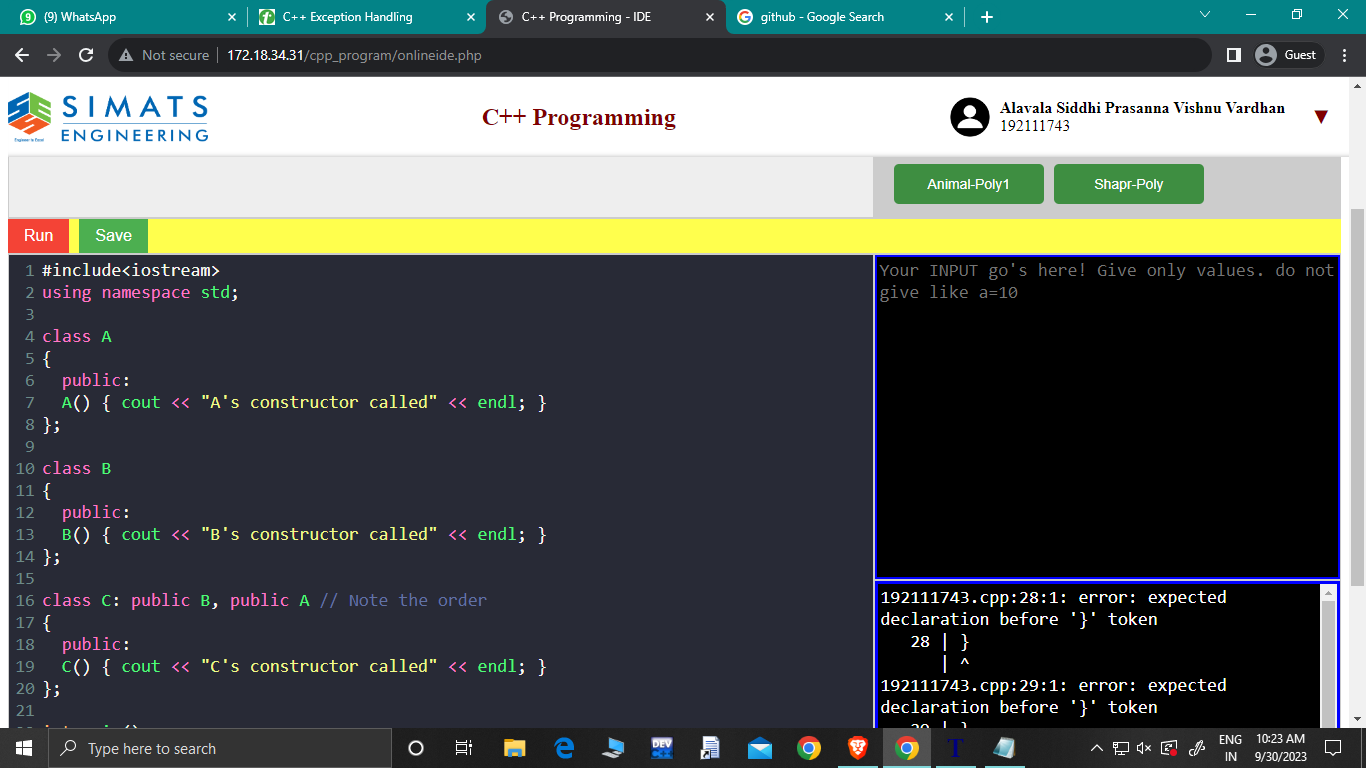 (9) WhatsApp
C++ Exception Handling
C++ Programming - IDE
github - Google Search
Not secure
172.18.34.31/cpp_program/onlineide.php
Guest
SIMATS
ENGINEERING
Engineer to Excel
C++ Programming
Alavala Siddhi Prasanna Vishnu Vardhan
192111743
Animal-Poly1
Shapr-Poly
Run
Save
1 #include<iostream>
2 using namespace std;
3
4 class A
5 {
6 public:
7 A() { cout << "A's constructor called" << endl; }
8 };
9
10 class B
11 {
12 public:
13 B() { cout << "B's constructor called" << endl; }
14 };
15
16 class C: public B, public A // Note the order
17 {
18 public:
19 C() { cout << "C's constructor called" << endl; }
20 };
21
Your INPUT go's here! Give only values. do not
give like a=10
192111743.cpp:28:1: error: expected
declaration before '}' token
28 | }
| ^
192111743.cpp:29:1: error: expected
declaration before '}' token
29 | }
Type here to search
DEV
T
ENG
IN
10:23 AM
9/30/2023